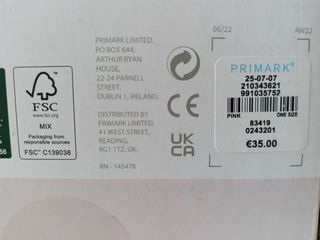 PRIMARK LIMITED,
PO BOX 644,
ARTHUR RYAN
HOUSE,
22-24 PARNELL
STREET,
DUBLIN 1, IRELAND.
DISTRIBUTED BY
PRIMARK LIMITED,
41 WEST STREET,
READING,
RG1 1TZ, UK.
RN - 145478
FSC
www.fsc.org
MIX
Packaging from
responsible sources
FSC® C139038
56
CE
UK
CA
06/22
AW22
PRIMARK®
25-07-07
210343621
991035752
PINK
ONE SIZE
83419
0243201
€35.00